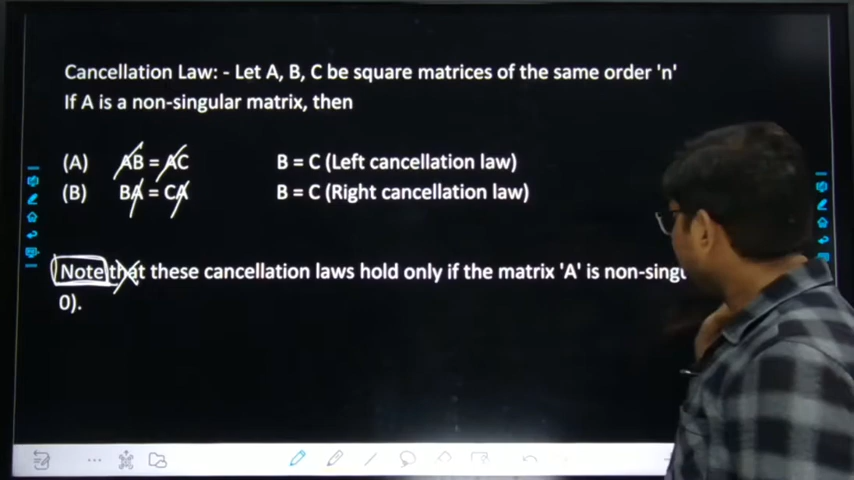 Cancellation Law: - Let A, B, C be square matrices of the same order 'n'
If A is a non-singular matrix, then
(A) AB = AC B = C (Left cancellation law)
(B) BA = CA B = C (Right cancellation law)
Note that these cancellation laws hold only if the matrix 'A' is
0).